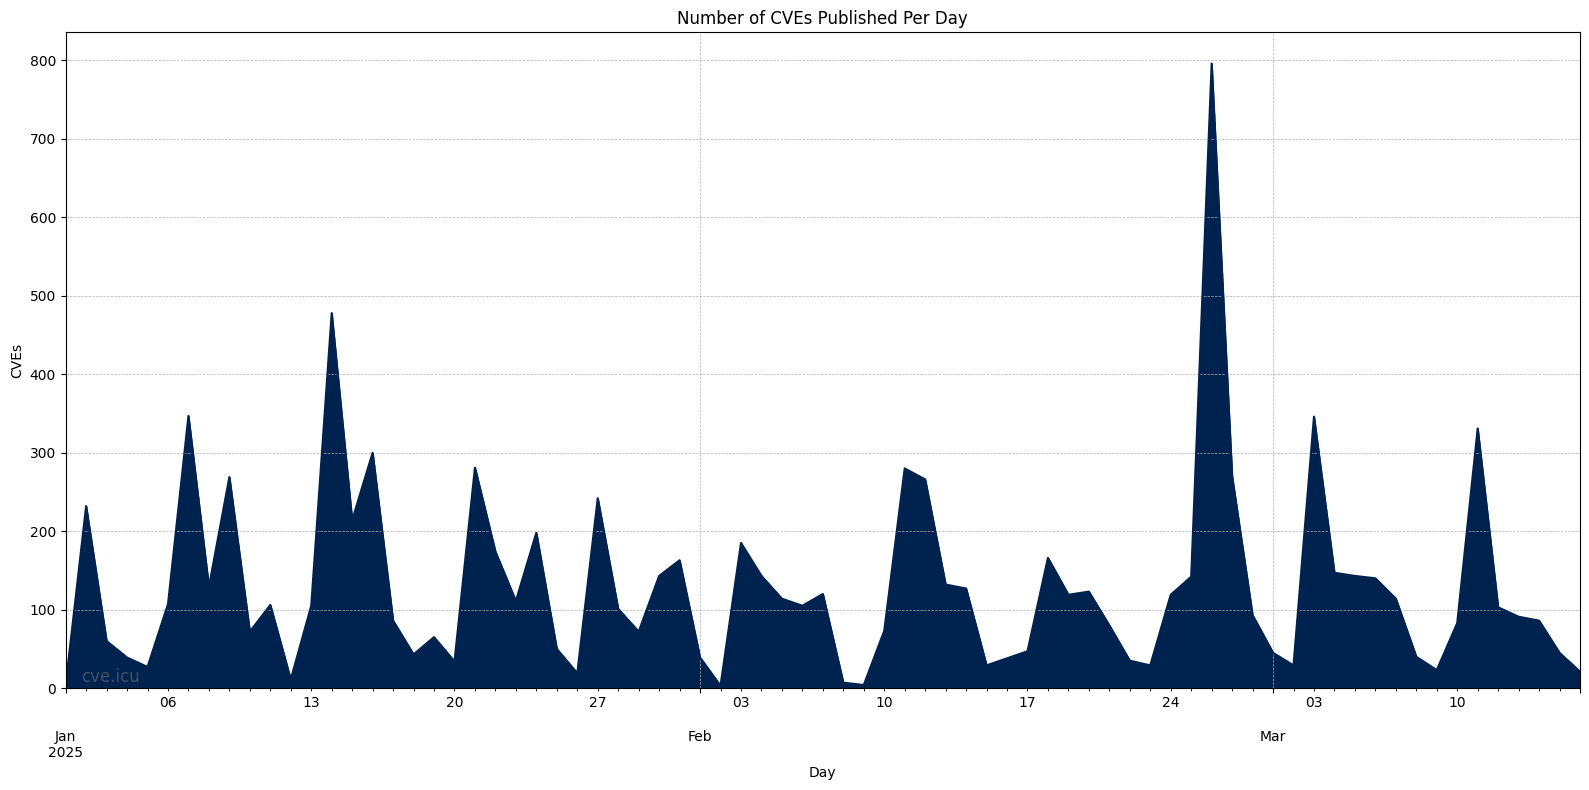 Number of CVEs Published Per Day
800
700
600
500
400
300
200
100
0
CVEs
cve.icu
06 13 20 27 03 10 17 24 03 10
Jan Feb Mar
2025
Day